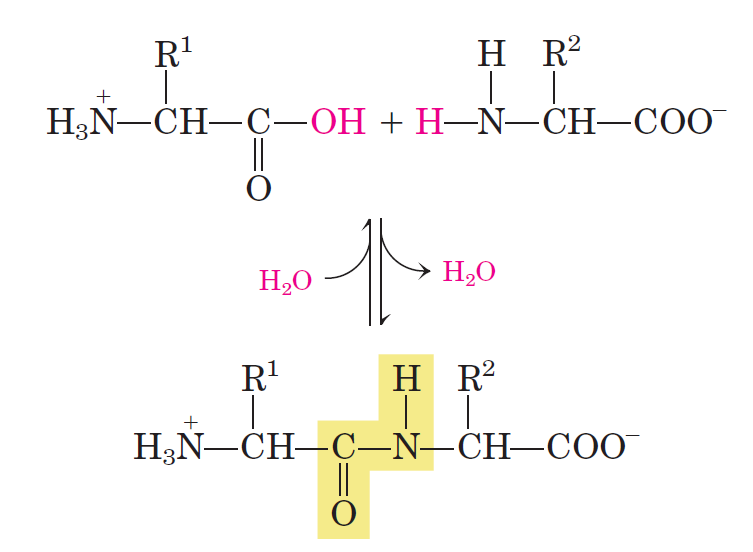 R¹ H R²
H₃N⁺—CH—C—OH + H—N—CH—COO⁻
O
H₂O H₂O
R¹ H R²
H₃N⁺—CH—C—N—CH—COO⁻
O